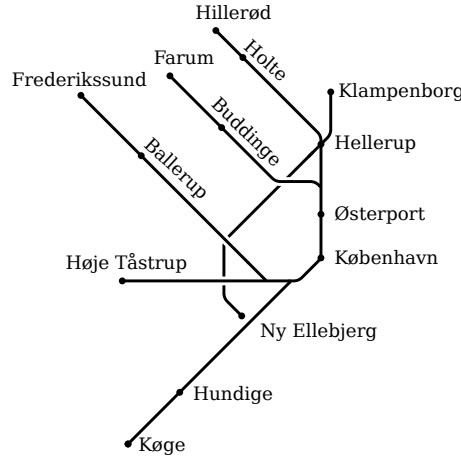 Hillerød
Holte
Farum
Frederikssund
Klampenborg
Buddinge
Ballerup
Hellerup
Østerport
København
Høje Tåstrup
Ny Ellebjerg
Hundige
Køge